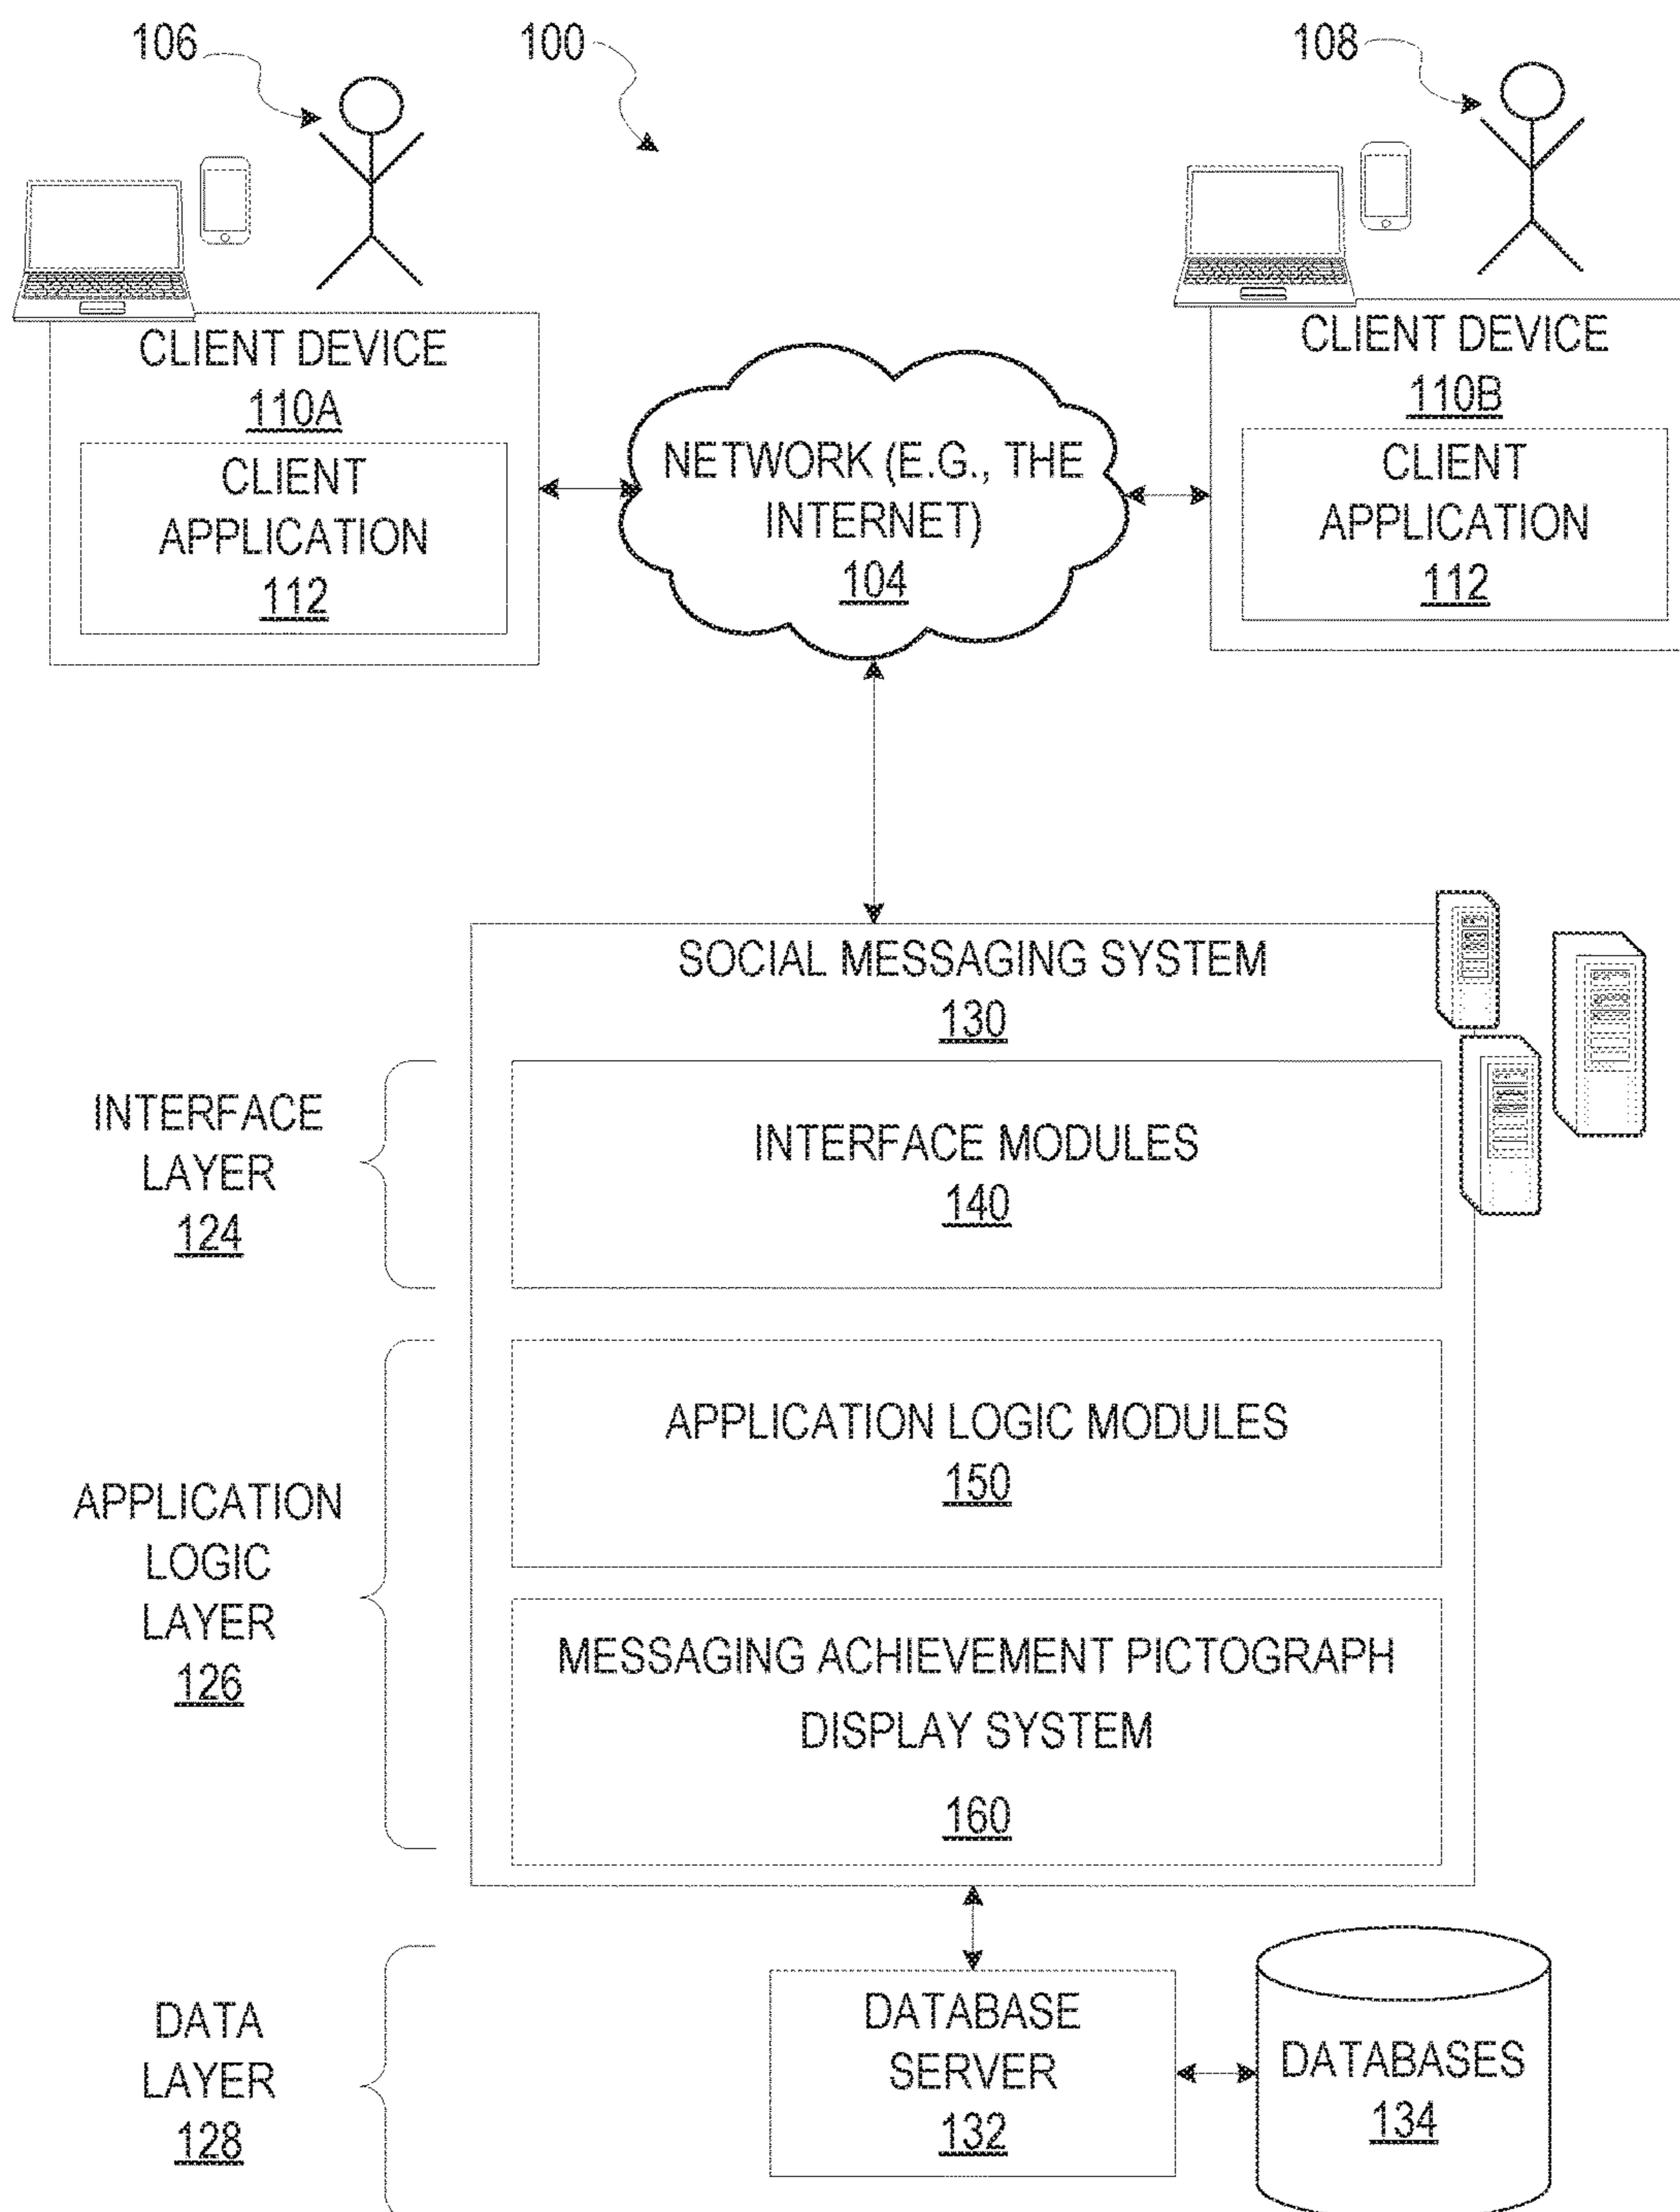 106
100
108
CLIENT DEVICE
110A
CLIENT
APPLICATION
112
NETWORK (E.G., THE
INTERNET)
104
CLIENT DEVICE
110B
CLIENT
APPLICATION
112
SOCIAL MESSAGING SYSTEM
130
INTERFACE
LAYER
124
INTERFACE MODULES
140
APPLICATION
LOGIC
LAYER
126
APPLICATION LOGIC MODULES
150
MESSAGING ACHIEVEMENT PICTOGRAPH
DISPLAY SYSTEM
160
DATA
LAYER
128
DATABASE
SERVER
132
DATABASES
134